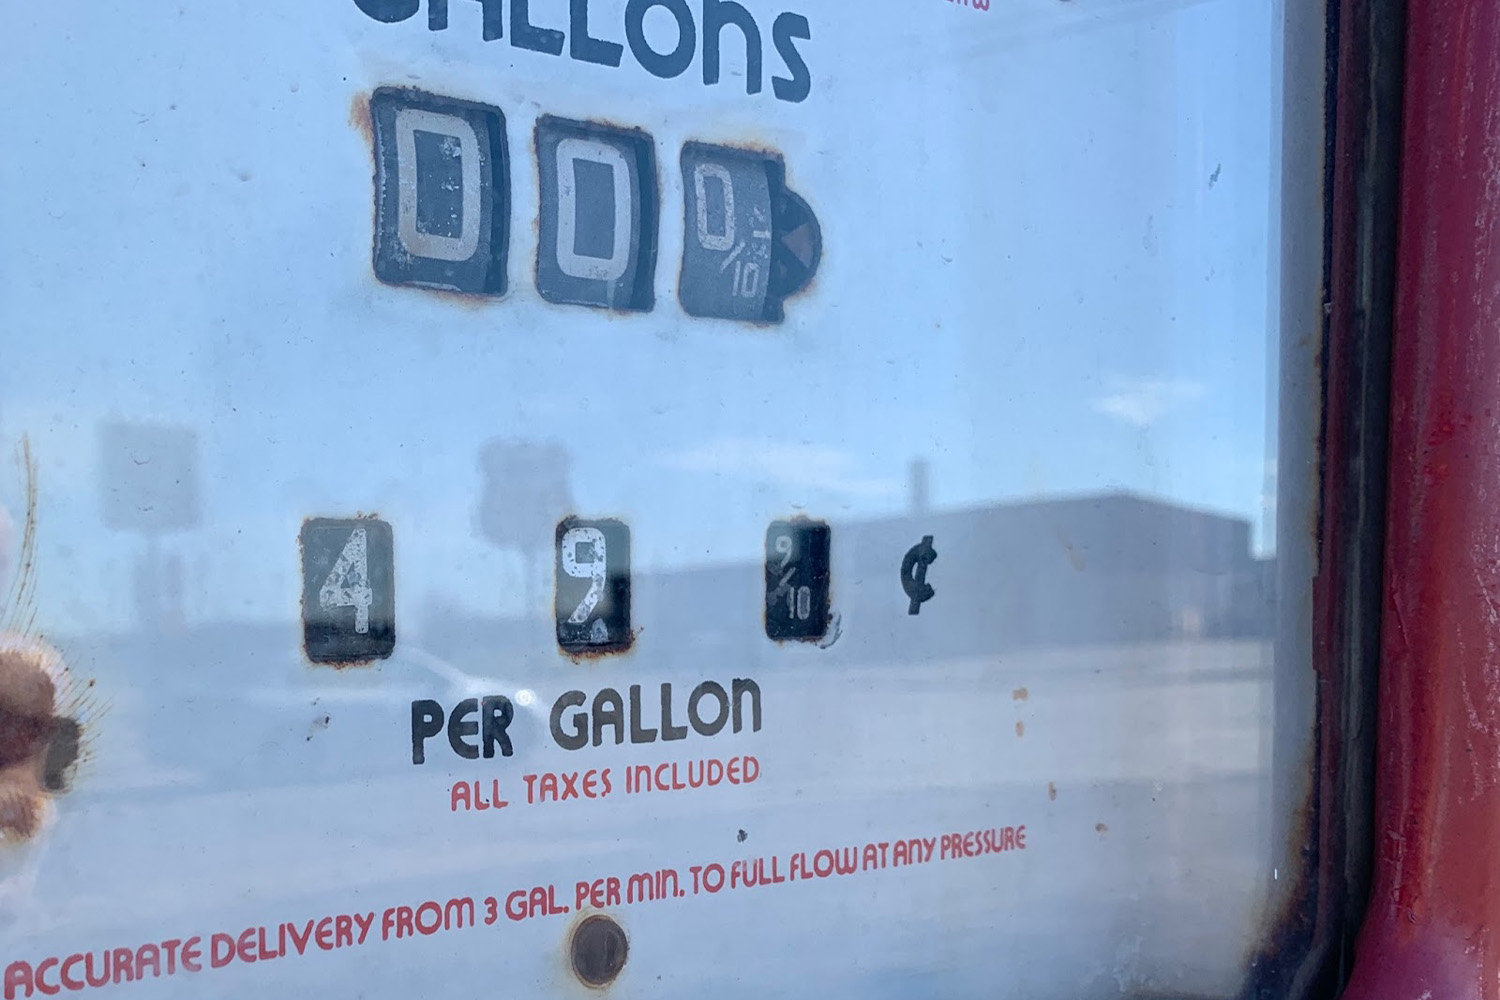 GALLONS
0 0 0/10
4 9 9/10 ¢
PER GALLON
ALL TAXES INCLUDED
ACCURATE DELIVERY FROM 3 GAL. PER MIN. TO FULL FLOW AT ANY PRESSURE